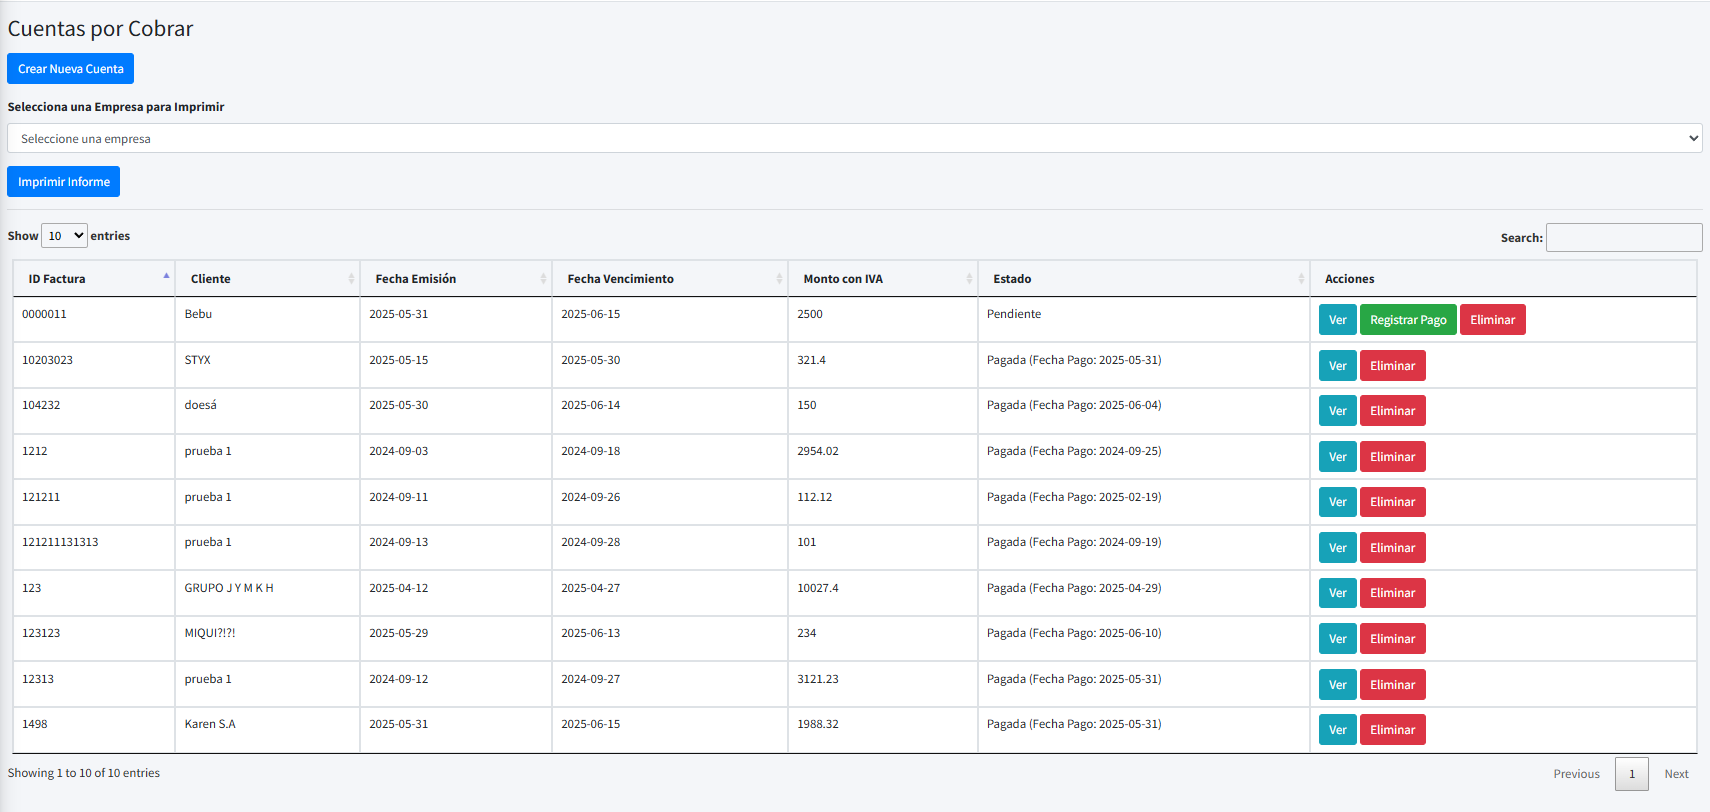 Cuentas por Cobrar
Crear Nueva Cuenta
Selecciona una Empresa para Imprimir
Seleccione una empresa
Imprimir Informe
Show 10 entries Search:
ID Factura Cliente Fecha Emisión Fecha Vencimiento Monto con IVA Estado Acciones
0000011 Bebu 2025-05-31 2025-06-15 2500 Pendiente Ver Registrar Pago Eliminar
10203023 STYX 2025-05-15 2025-05-30 321.4 Pagada (Fecha Pago: 2025-05-31) Ver Eliminar
104232 doesá 2025-05-30 2025-06-14 150 Pagada (Fecha Pago: 2025-06-04) Ver Eliminar
1212 prueba 1 2024-09-03 2024-09-18 2954.02 Pagada (Fecha Pago: 2024-09-25) Ver Eliminar
121211 prueba 1 2024-09-11 2024-09-26 112.12 Pagada (Fecha Pago: 2025-02-19) Ver Eliminar
121211131313 prueba 1 2024-09-13 2024-09-28 101 Pagada (Fecha Pago: 2024-09-19) Ver Eliminar
123 GRUPO J Y M K H 2025-04-12 2025-04-27 10027.4 Pagada (Fecha Pago: 2025-04-29) Ver Eliminar
123123 MIQUI?!?! 2025-05-29 2025-06-13 234 Pagada (Fecha Pago: 2025-06-10) Ver Eliminar
12313 prueba 1 2024-09-12 2024-09-27 3121.23 Pagada (Fecha Pago: 2025-05-31) Ver Eliminar
1498 Karen S.A 2025-05-31 2025-06-15 1988.32 Pagada (Fecha Pago: 2025-05-31) Ver Eliminar
Showing 1 to 10 of 10 entries Previous 1 Next